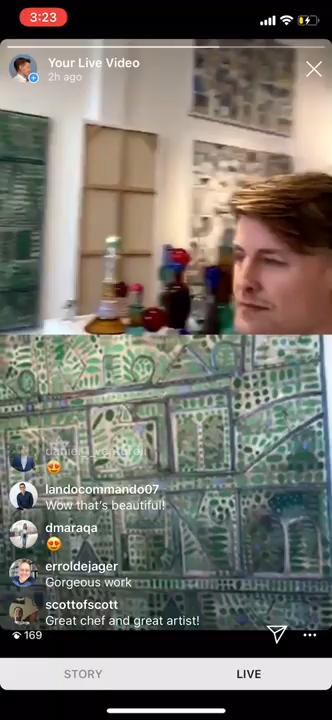 3:23
Your Live Video
2h ago
landocommando07
Wow that's beautiful!
dmaraqa
😍
erroldejager
Gorgeous work
scottofscott
Great chef and great artist!
169
STORY
LIVE